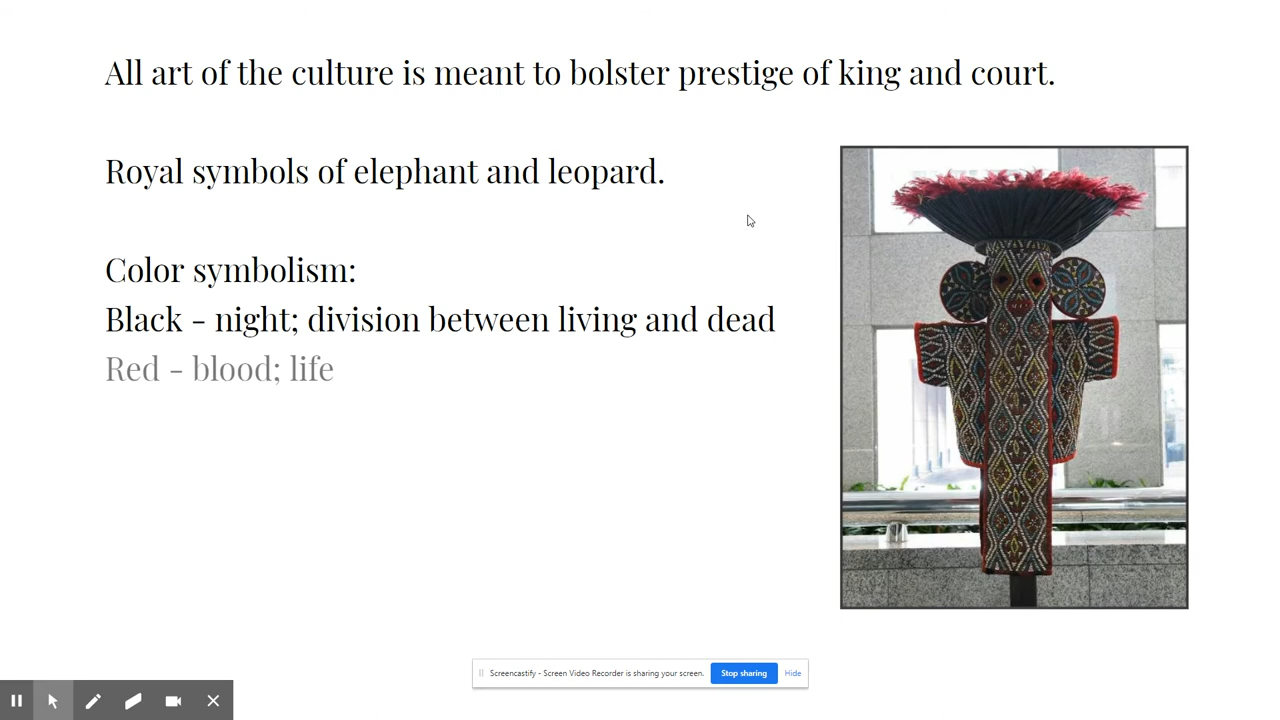 All art of the culture is meant to bolster prestige of king and court.
Royal symbols of elephant and leopard.
Color symbolism:
Black - night; division between living and dead
Red - blood; life
Screencastify - Screen Video Recorder is sharing your screen. Stop sharing Hide